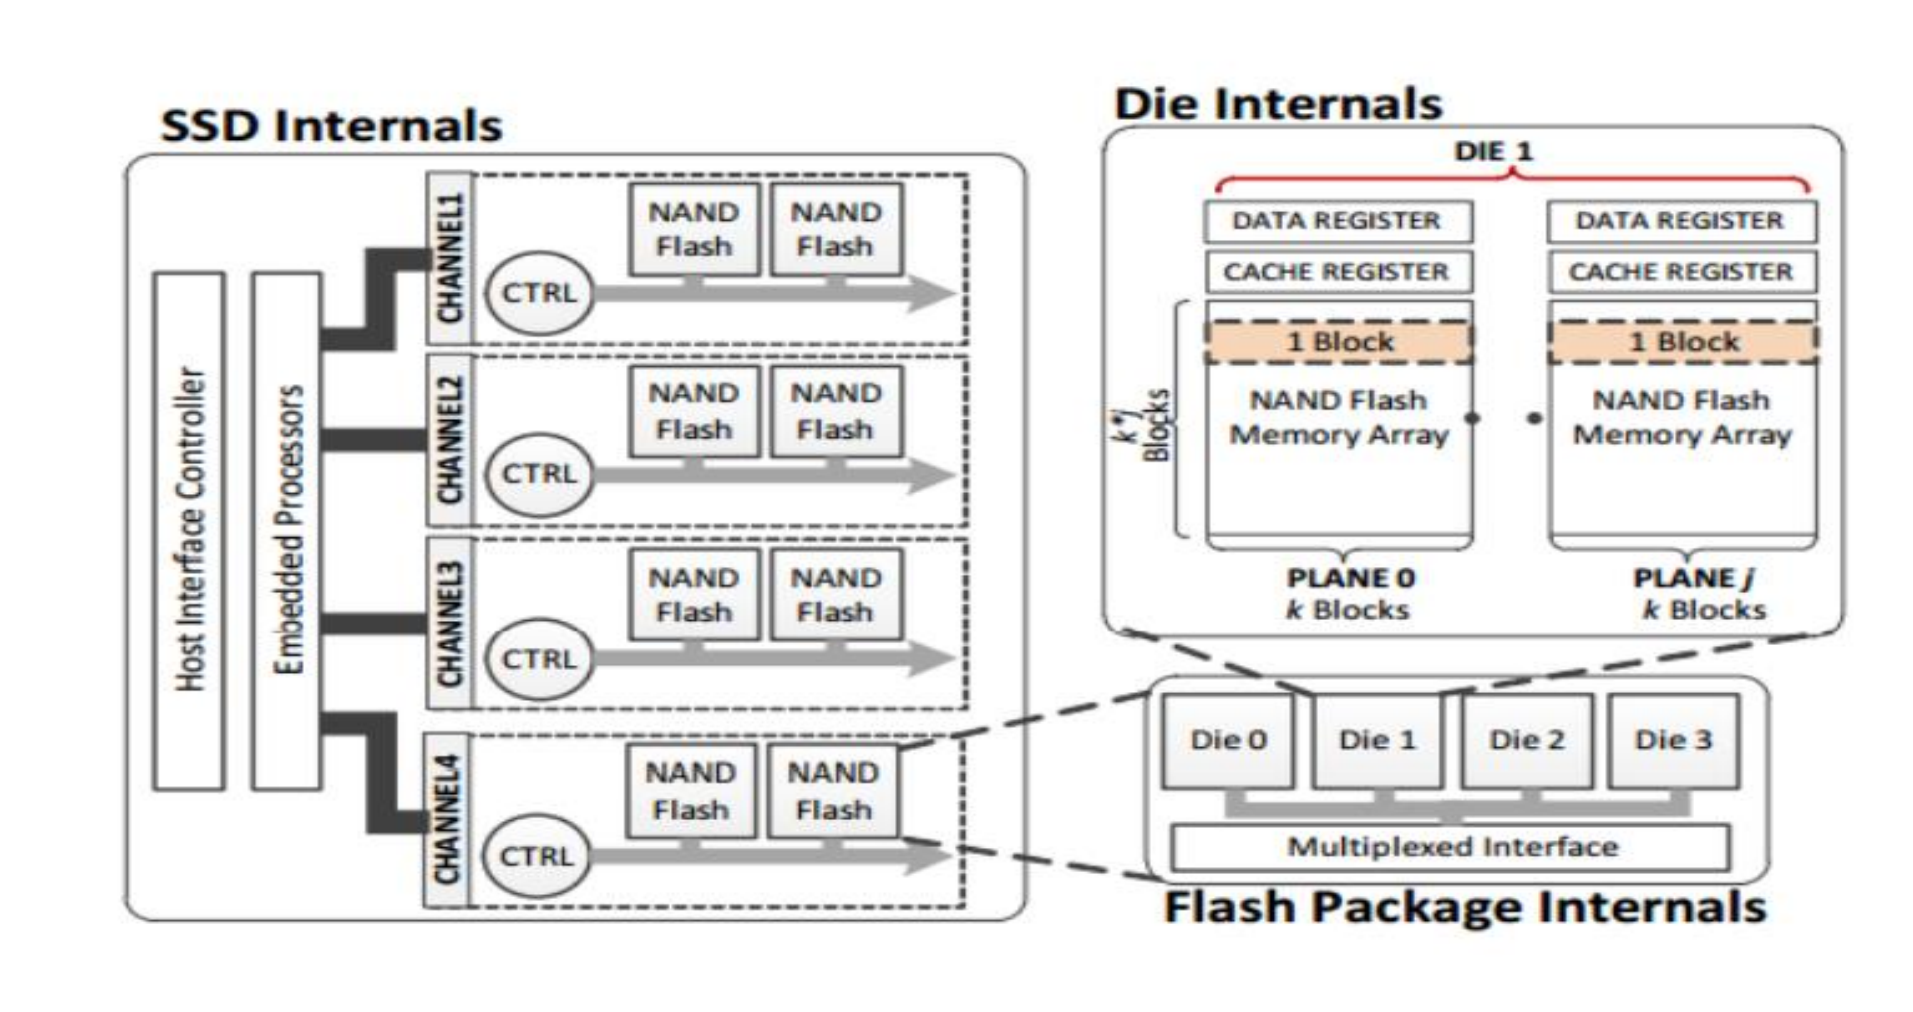 SSD Internals
Host Interface Controller
Embedded Processors
CHANNEL1
CTRL
NAND
Flash
NAND
Flash
CHANNEL2
CTRL
NAND
Flash
NAND
Flash
CHANNEL3
CTRL
NAND
Flash
NAND
Flash
CHANNEL4
CTRL
NAND
Flash
NAND
Flash
Die Internals
DIE 1
DATA REGISTER
CACHE REGISTER
1 Block
NAND Flash
Memory Array
k*j
Blocks
PLANE 0
k Blocks
DATA REGISTER
CACHE REGISTER
1 Block
NAND Flash
Memory Array
PLANE j
k Blocks
Die 0
Die 1
Die 2
Die 3
Multiplexed Interface
Flash Package Internals